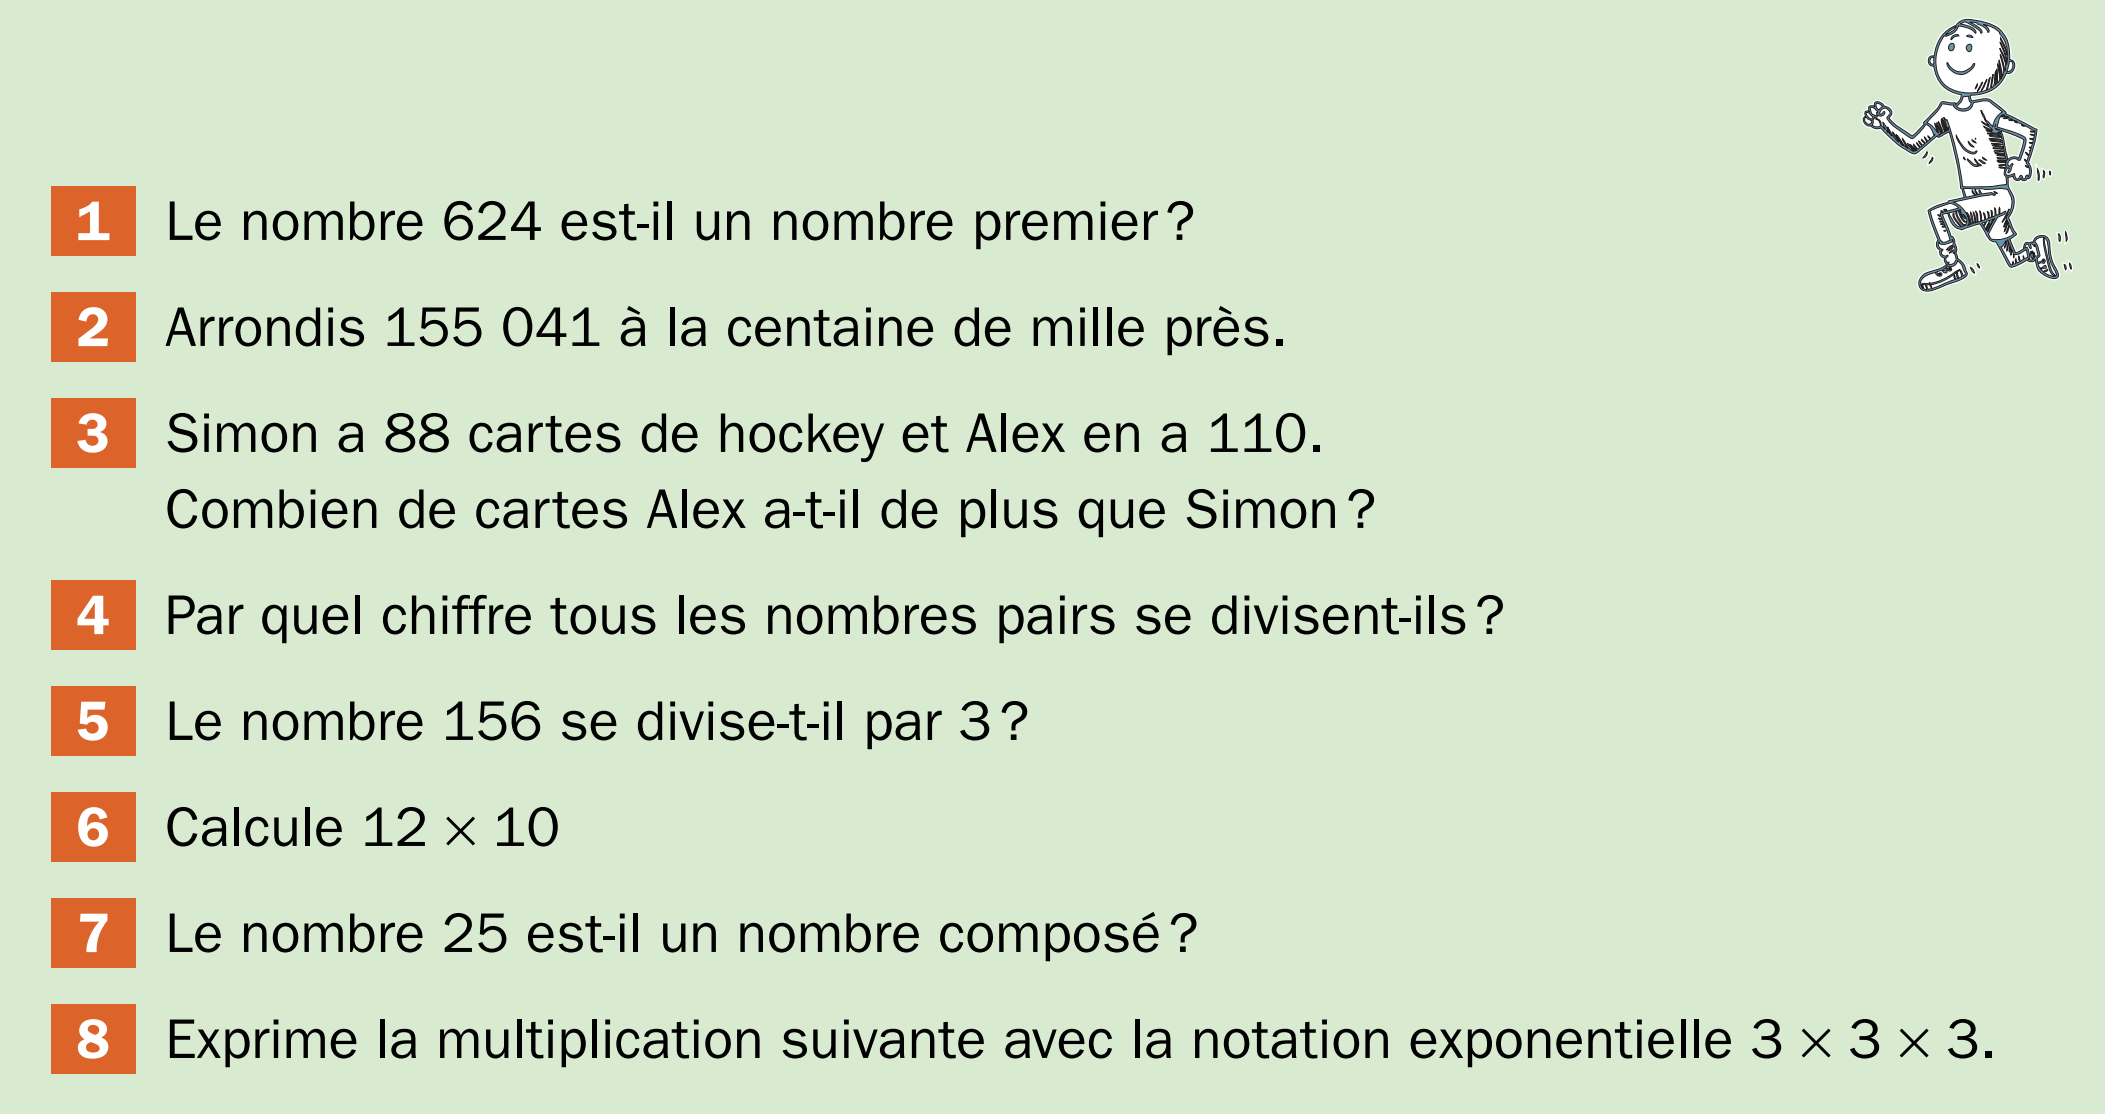 1 Le nombre 624 est-il un nombre premier ?
2 Arrondis 155 041 à la centaine de mille près.
3 Simon a 88 cartes de hockey et Alex en a 110.
Combien de cartes Alex a-t-il de plus que Simon ?
4 Par quel chiffre tous les nombres pairs se divisent-ils ?
5 Le nombre 156 se divise-t-il par 3 ?
6 Calcule 12 × 10
7 Le nombre 25 est-il un nombre composé ?
8 Exprime la multiplication suivante avec la notation exponentielle 3 × 3 × 3.